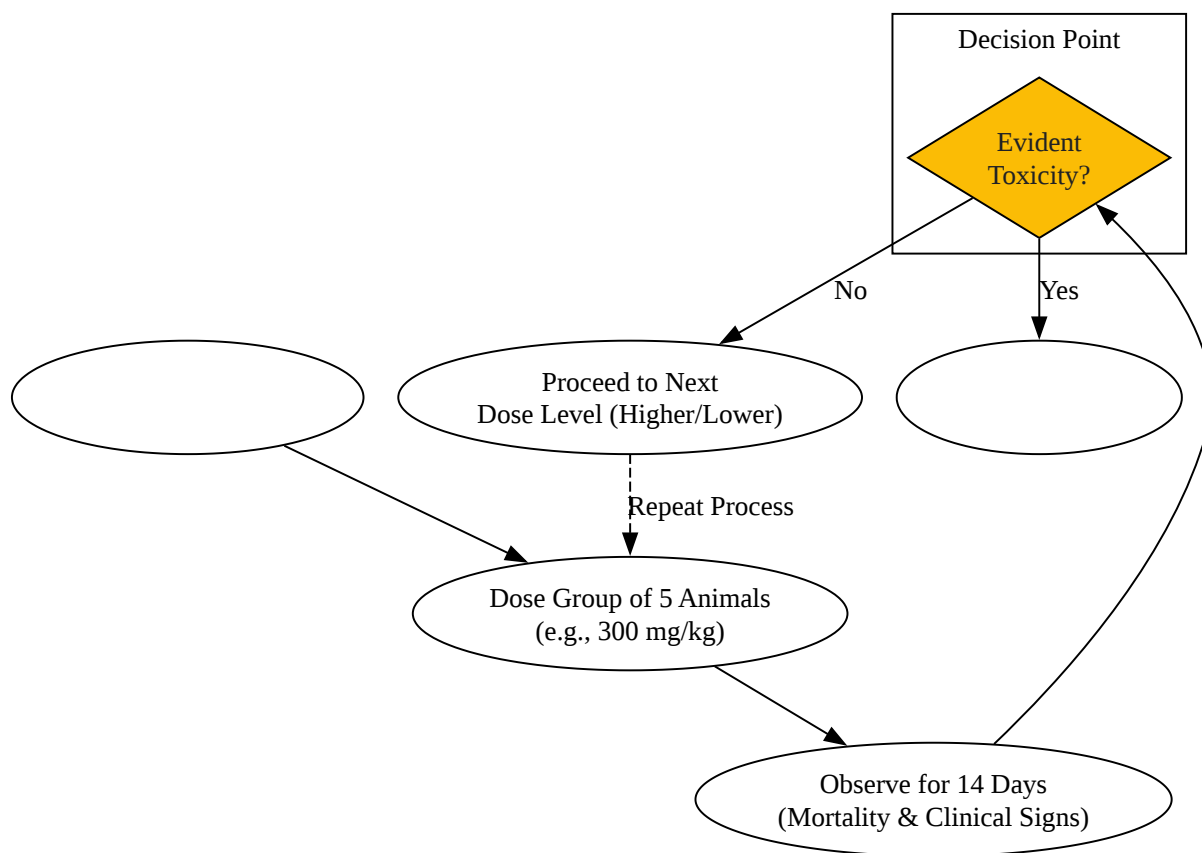 Decision Point
Evident
Toxicity?
No
Yes
Proceed to Next
Dose Level (Higher/Lower)
Repeat Process
Dose Group of 5 Animals
(e.g., 300 mg/kg)
Observe for 14 Days
(Mortality & Clinical Signs)